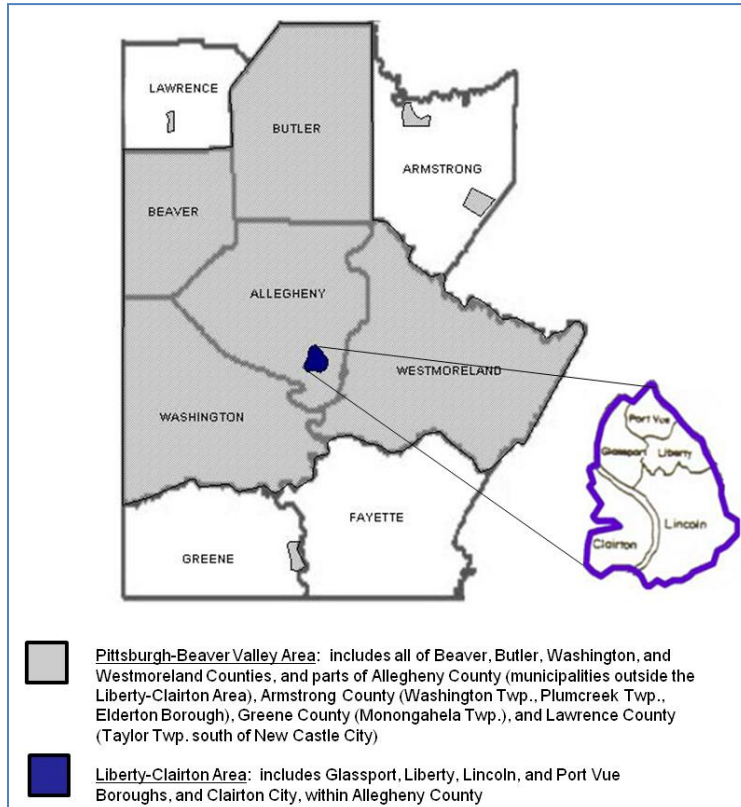 LAWRENCE
BUTLER
ARMSTRONG
BEAVER
ALLEGHENY
WESTMORELAND
WASHINGTON
Port Vue
Glassport
Liberty
Lincoln
Clairton
FAYETTE
GREENE
Pittsburgh-Beaver Valley Area: includes all of Beaver, Butler, Washington, and
Westmoreland Counties, and parts of Allegheny County (municipalities outside the
Liberty-Clairton Area), Armstrong County (Washington Twp., Plumcreek Twp.,
Elderton Borough), Greene County (Monongahela Twp.), and Lawrence County
(Taylor Twp. south of New Castle City)
Liberty-Clairton Area: includes Glassport, Liberty, Lincoln, and Port Vue
Boroughs, and Clairton City, within Allegheny County